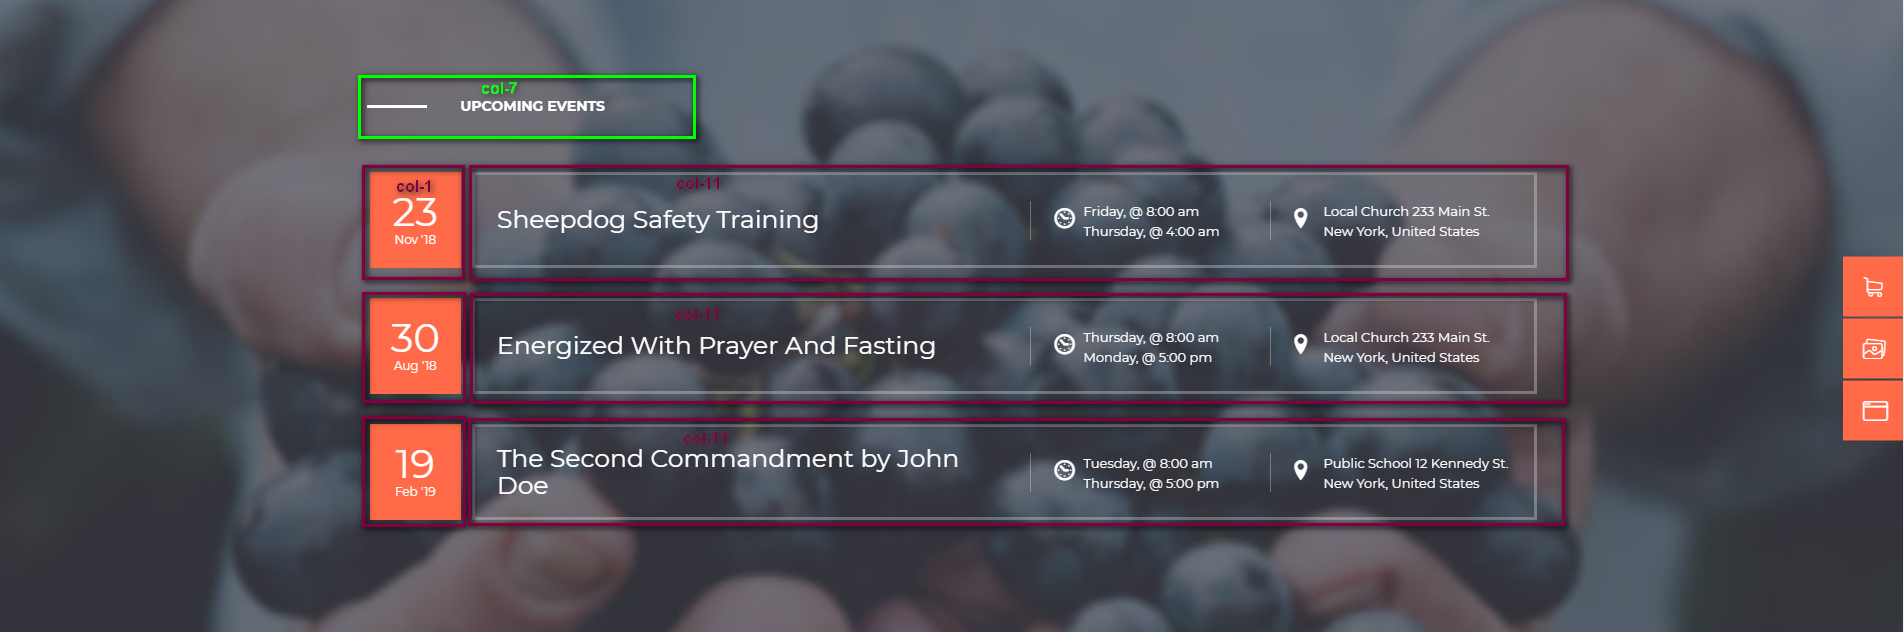 col-7
UPCOMING EVENTS
col-1
23
Nov '18
col-11
Sheepdog Safety Training
Friday, @ 8:00 am
Thursday, @ 4:00 am
Local Church 233 Main St.
New York, United States
30
Aug '18
col-11
Energized With Prayer And Fasting
Thursday, @ 8:00 am
Monday, @ 5:00 pm
Local Church 233 Main St.
New York, United States
19
Feb '19
col-11
The Second Commandment by John
Doe
Tuesday, @ 8:00 am
Thursday, @ 5:00 pm
Public School 12 Kennedy St.
New York, United States